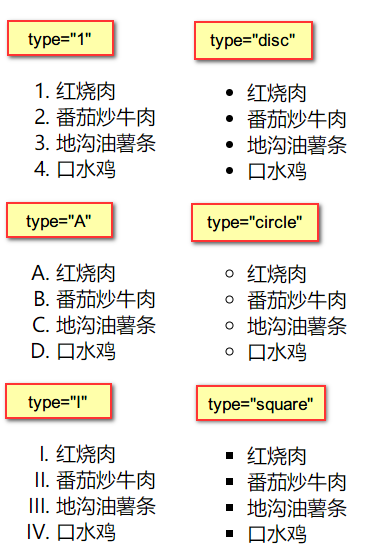 type="1"
1. 红烧肉
2. 番茄炒牛肉
3. 地沟油薯条
4. 口水鸡
type="disc"
• 红烧肉
• 番茄炒牛肉
• 地沟油薯条
• 口水鸡
type="A"
A. 红烧肉
B. 番茄炒牛肉
C. 地沟油薯条
D. 口水鸡
type="circle"
○ 红烧肉
○ 番茄炒牛肉
○ 地沟油薯条
○ 口水鸡
type="I"
I. 红烧肉
II. 番茄炒牛肉
III. 地沟油薯条
IV. 口水鸡
type="square"
▪ 红烧肉
▪ 番茄炒牛肉
▪ 地沟油薯条
▪ 口水鸡